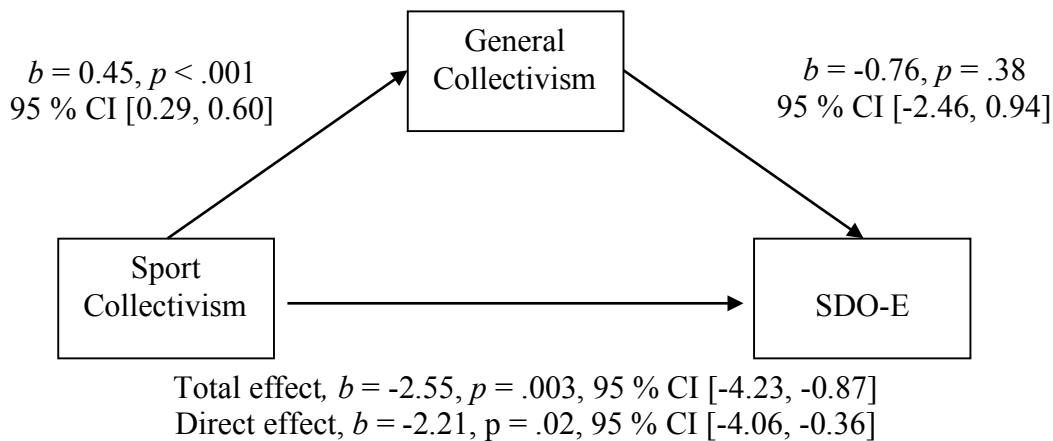 General
Collectivism
b = 0.45, p < .001
95 % CI [0.29, 0.60]
b = -0.76, p = .38
95 % CI [-2.46, 0.94]
Sport
Collectivism
SDO-E
Total effect, b = -2.55, p = .003, 95 % CI [-4.23, -0.87]
Direct effect, b = -2.21, p = .02, 95 % CI [-4.06, -0.36]